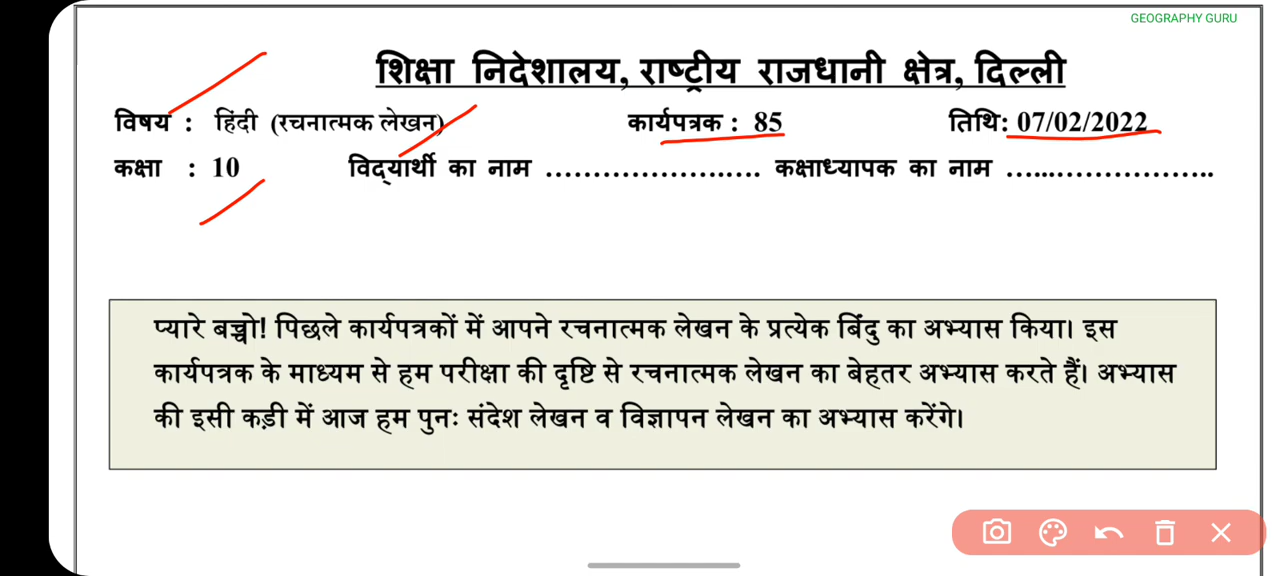 GEOGRAPHY GURU
शिक्षा निदेशालय, राष्ट्रीय राजधानी क्षेत्र, दिल्ली
विषय : हिंदी (रचनात्मक लेखन) कार्यपत्रक : 85 तिथि: 07/02/2022
कक्षा : 10 विद्यार्थी का नाम ……………….…. कक्षाध्यापक का नाम …...……………..
प्यारे बच्चो! पिछले कार्यपत्रकों में आपने रचनात्मक लेखन के प्रत्येक बिंदु का अभ्यास किया। इस
कार्यपत्रक के माध्यम से हम परीक्षा की दृष्टि से रचनात्मक लेखन का बेहतर अभ्यास करते हैं। अभ्यास
की इसी कड़ी में आज हम पुनः संदेश लेखन व विज्ञापन लेखन का अभ्यास करेंगे।